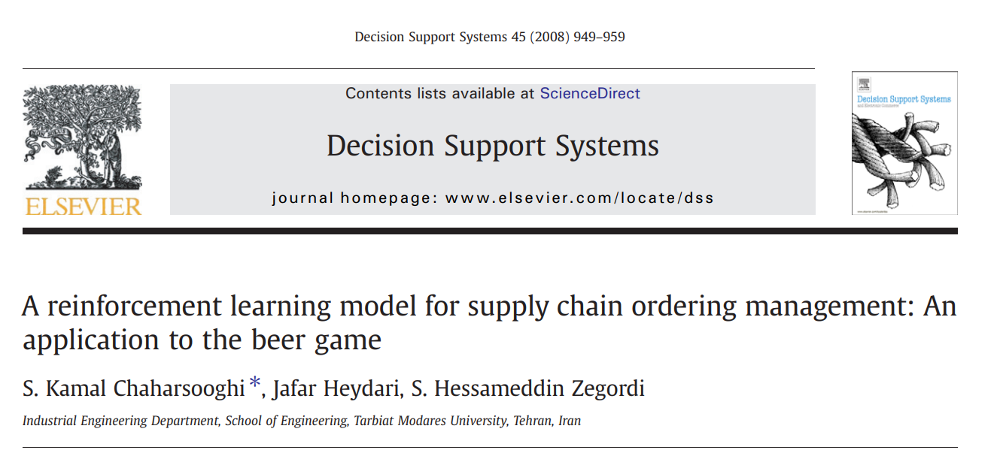 Decision Support Systems 45 (2008) 949–959
Contents lists available at ScienceDirect
Decision Support Systems
journal homepage: www.elsevier.com/locate/dss
ELSEVIER
Decision Support Systems
and Electronic Commerce
A reinforcement learning model for supply chain ordering management: An
application to the beer game
S. Kamal Chaharsooghi *, Jafar Heydari, S. Hessameddin Zegordi
Industrial Engineering Department, School of Engineering, Tarbiat Modares University, Tehran, Iran